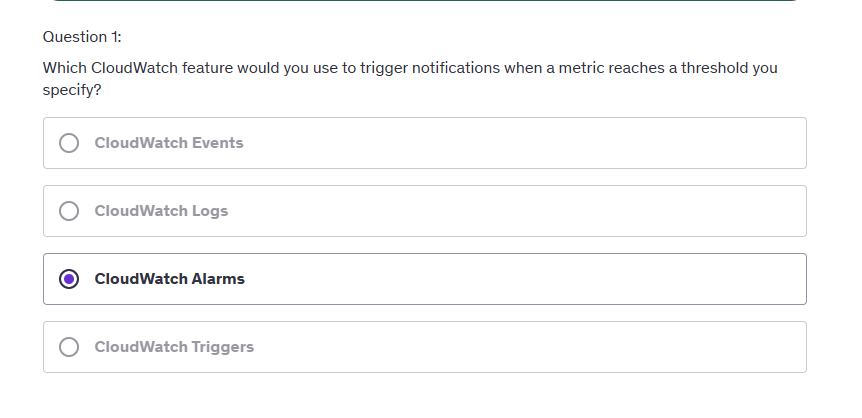 Question 1:
Which CloudWatch feature would you use to trigger notifications when a metric reaches a threshold you
specify?
CloudWatch Events
CloudWatch Logs
CloudWatch Alarms
CloudWatch Triggers